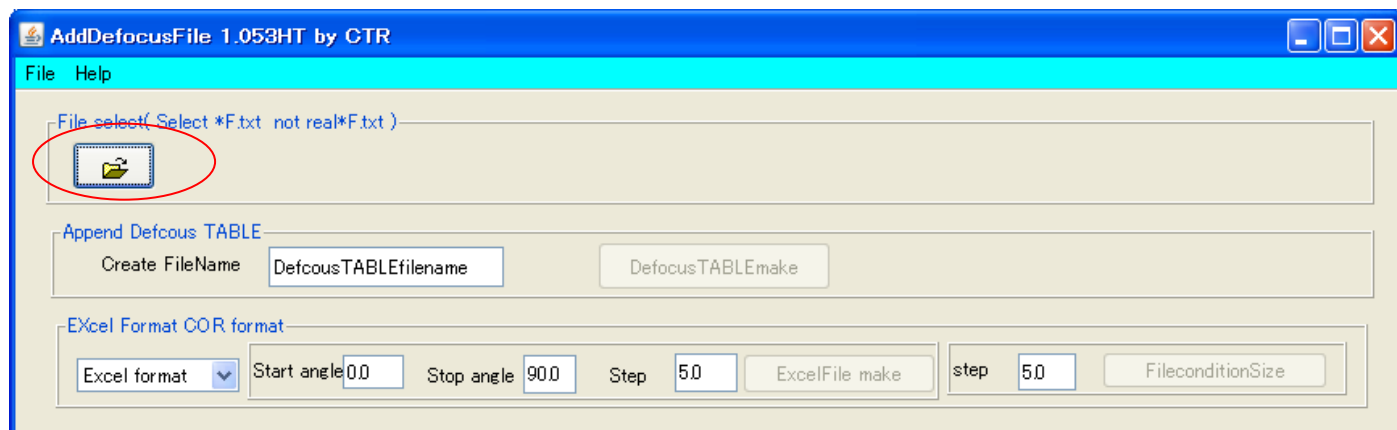 AddDefocusFile 1.053HT by CTR
File Help
File select( Select *F.txt not real*F.txt )
Append Defcous TABLE
Create FileName DefcousTABLEfilename DefocusTABLEmake
EXcel Format COR format
Excel format Start angle 0.0 Stop angle 90.0 Step 5.0 ExcelFile make step 5.0 FileconditionSize